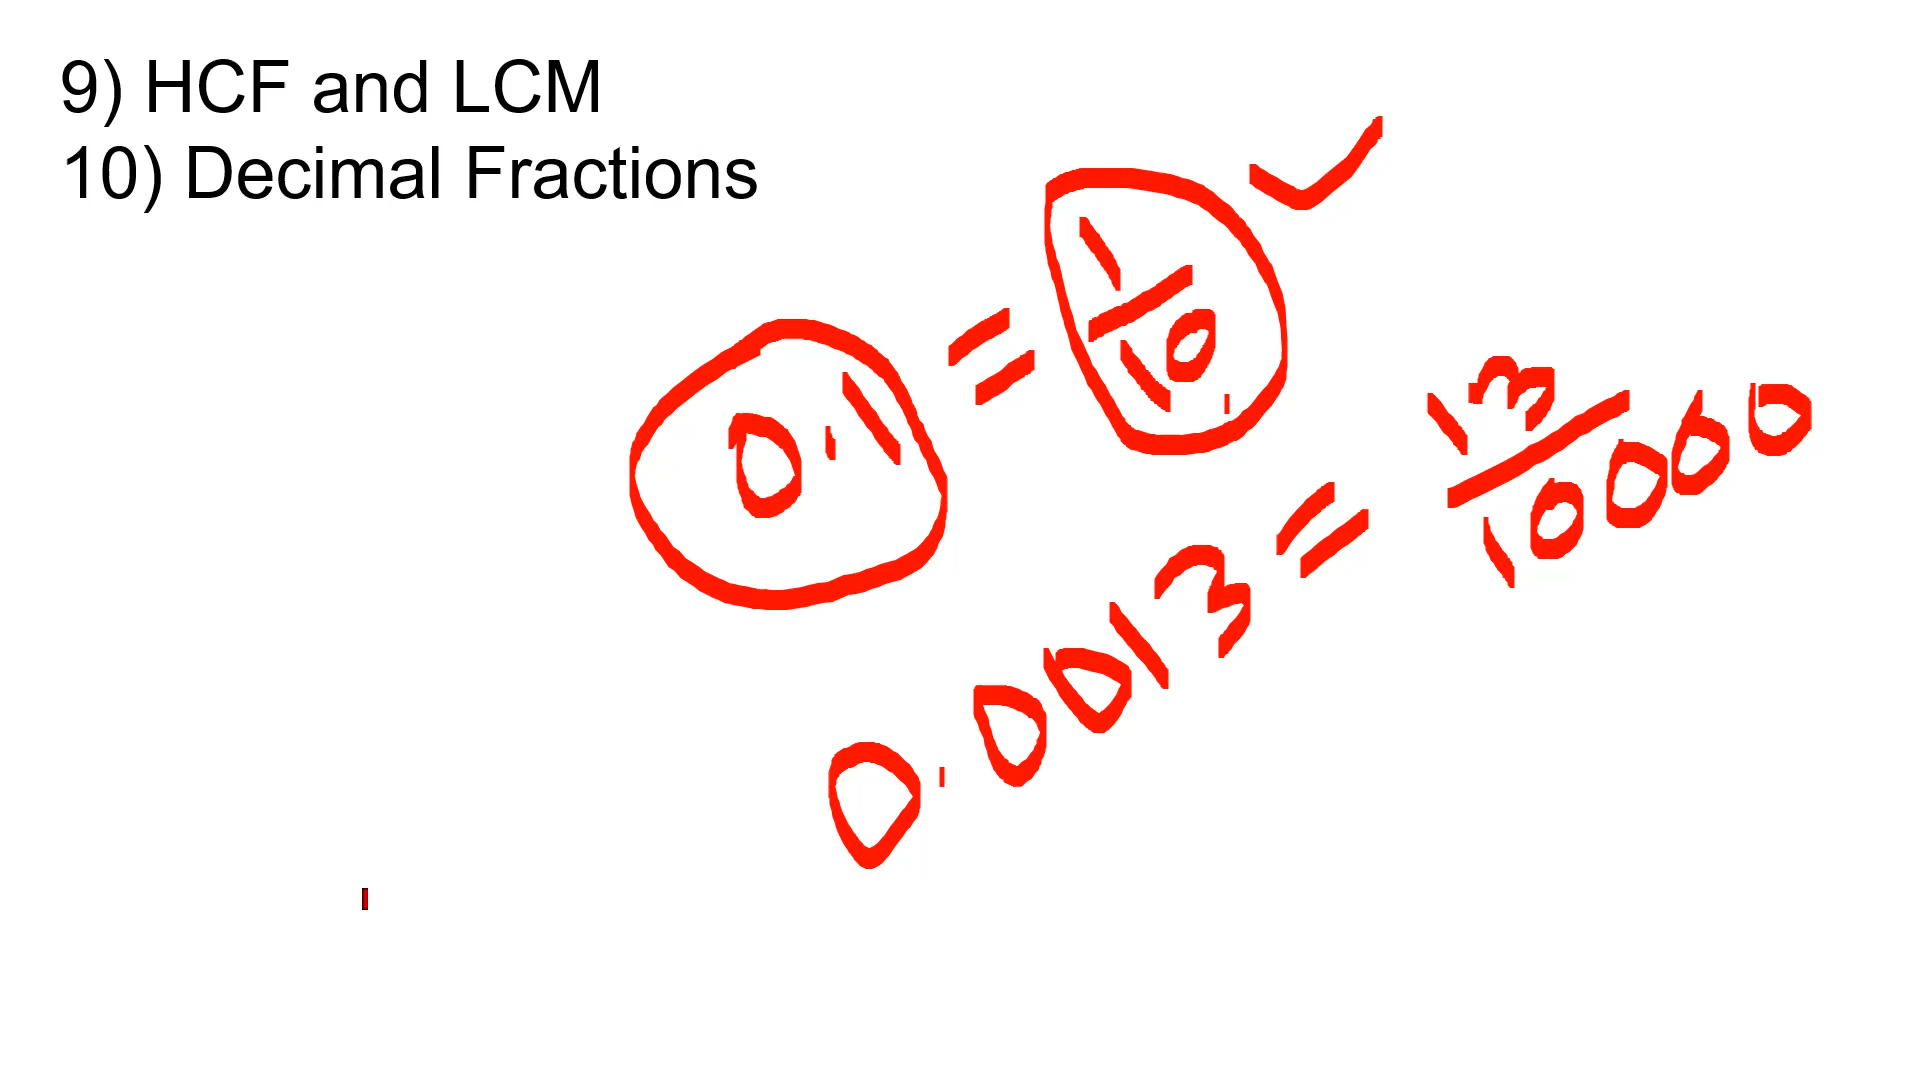 9) HCF and LCM
10) Decimal Fractions
0.1 = 1/10
0.0013 = 13/10000